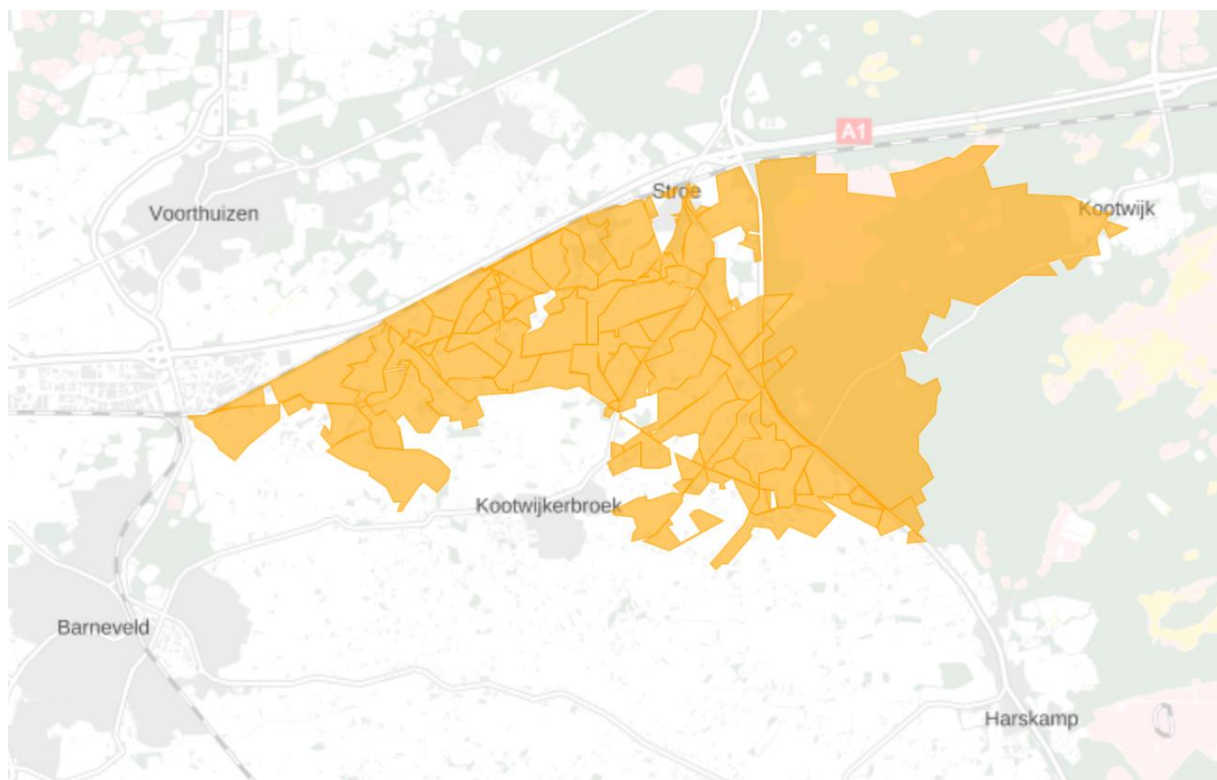 A1
Stroe
Voorthuizen
Kootwijk
Kootwijkerbroek
Barneveld
Harskamp